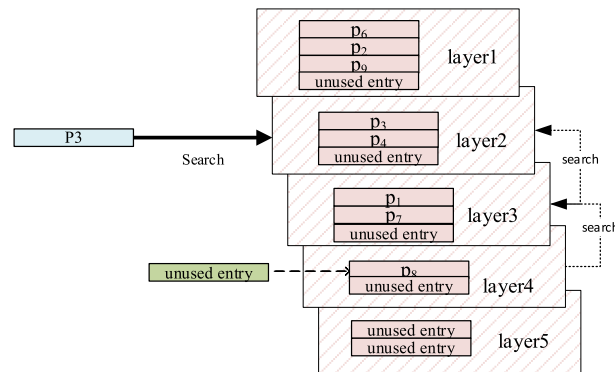 p6
p2
p9
unused entry
layer1
P3
Search
p3
p4
unused entry
layer2
search
p1
p7
unused entry
layer3
search
unused entry
p8
unused entry
layer4
unused entry
unused entry
layer5